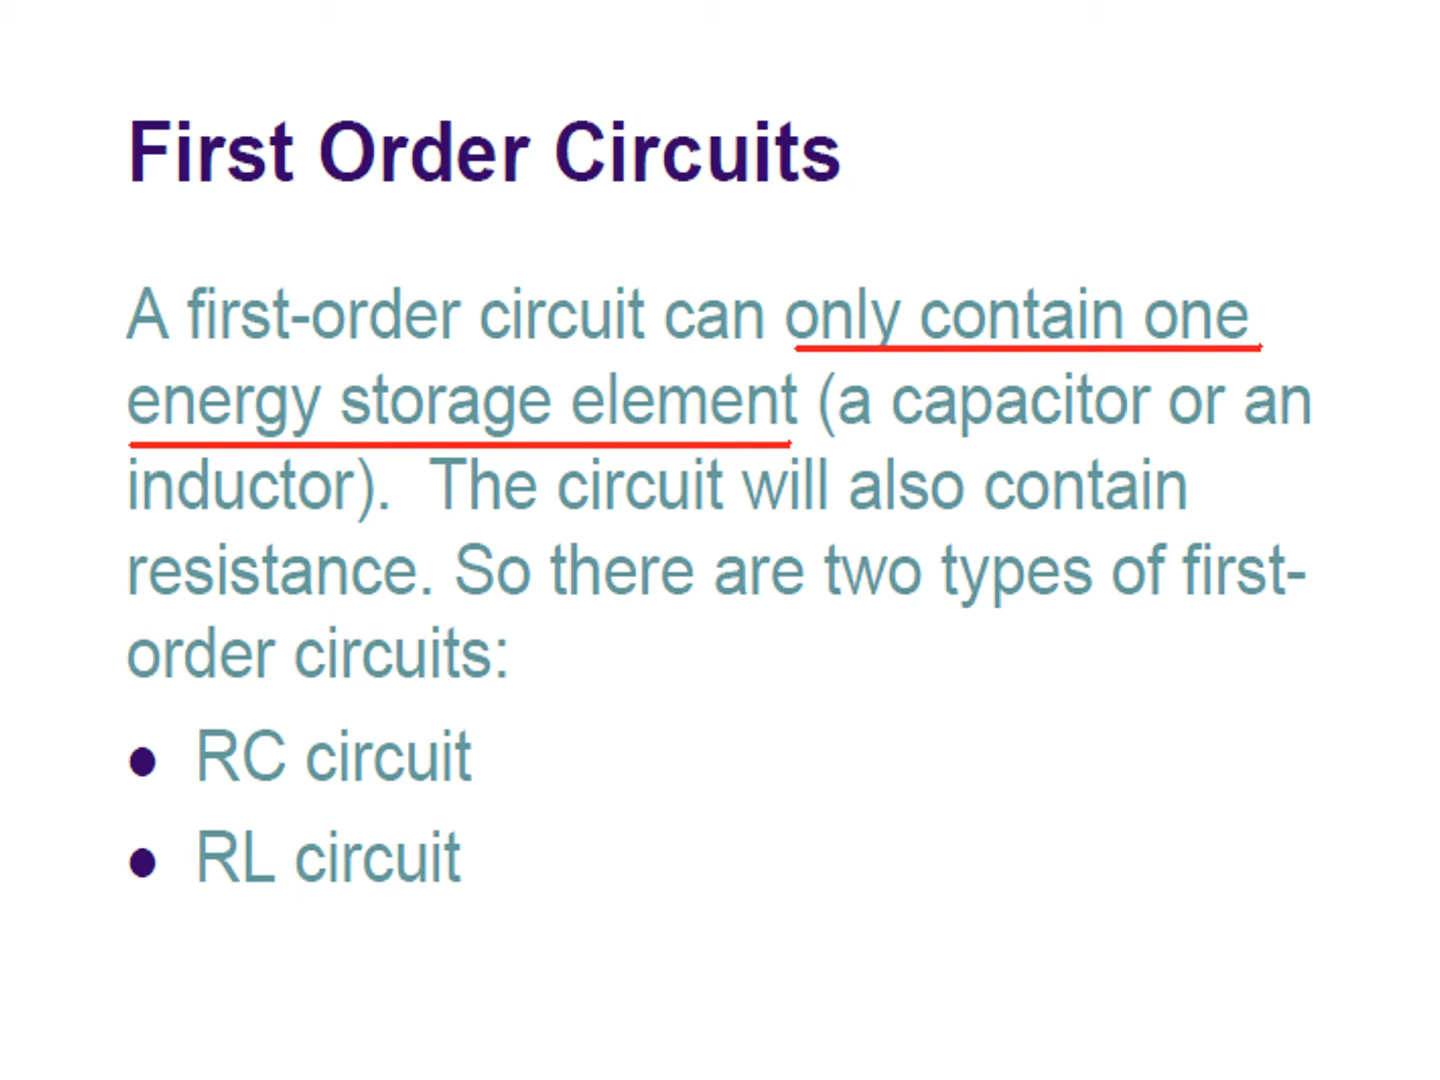 First Order Circuits
A first-order circuit can only contain one
energy storage element (a capacitor or an
inductor).  The circuit will also contain
resistance. So there are two types of first-
order circuits:
● RC circuit
● RL circuit